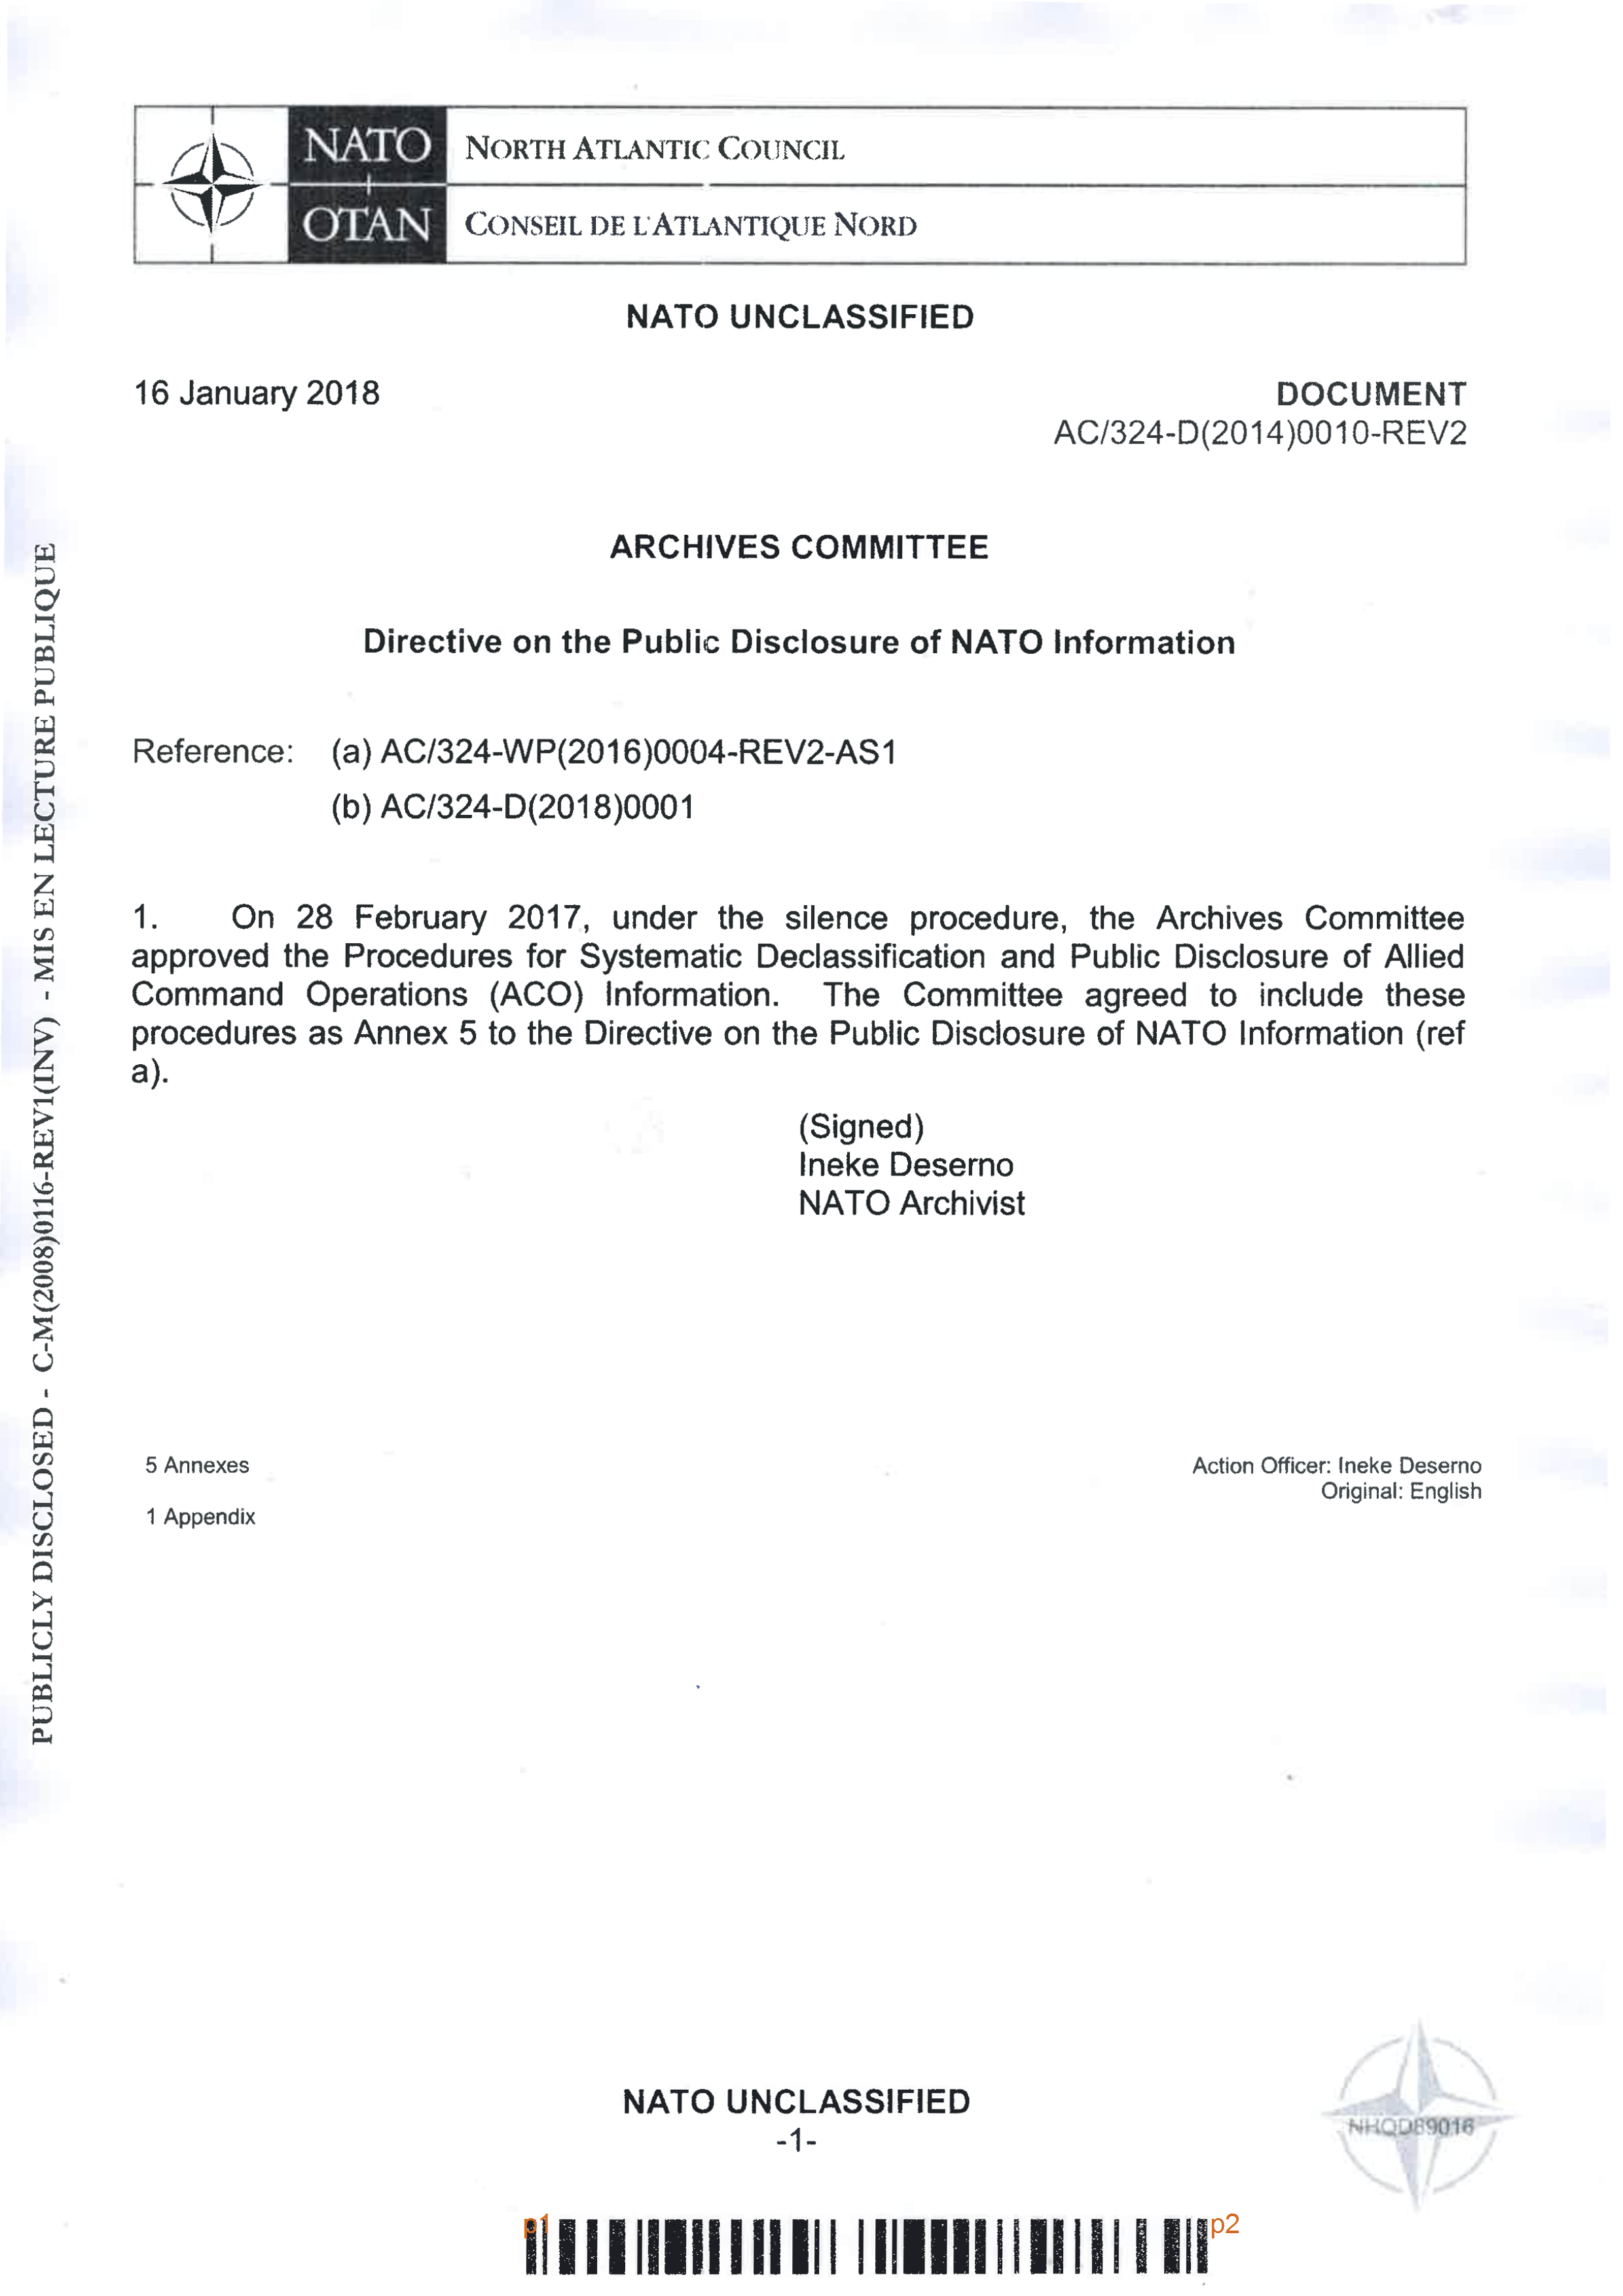 NATO
OTAN
NORTH ATLANTIC COUNCIL
CONSEIL DE L'ATLANTIQUE NORD
NATO UNCLASSIFIED
16 January 2018
DOCUMENT
AC/324-D(2014)0010-REV2
ARCHIVES COMMITTEE
Directive on the Public Disclosure of NATO Information
Reference: (a) AC/324-WP(2016)0004-REV2-AS1
(b) AC/324-D(2018)0001
1. On 28 February 2017, under the silence procedure, the Archives Committee
approved the Procedures for Systematic Declassification and Public Disclosure of Allied
Command Operations (ACO) Information. The Committee agreed to include these
procedures as Annex 5 to the Directive on the Public Disclosure of NATO Information (ref
a).
(Signed)
Ineke Deserno
NATO Archivist
5 Annexes
1 Appendix
Action Officer: Ineke Deserno
Original: English
PUBLICLY DISCLOSED - C-M(2008)0116-REV1(INV) - MIS EN LECTURE PUBLIQUE
NATO UNCLASSIFIED
-1-
NHQD89016
p1
p2